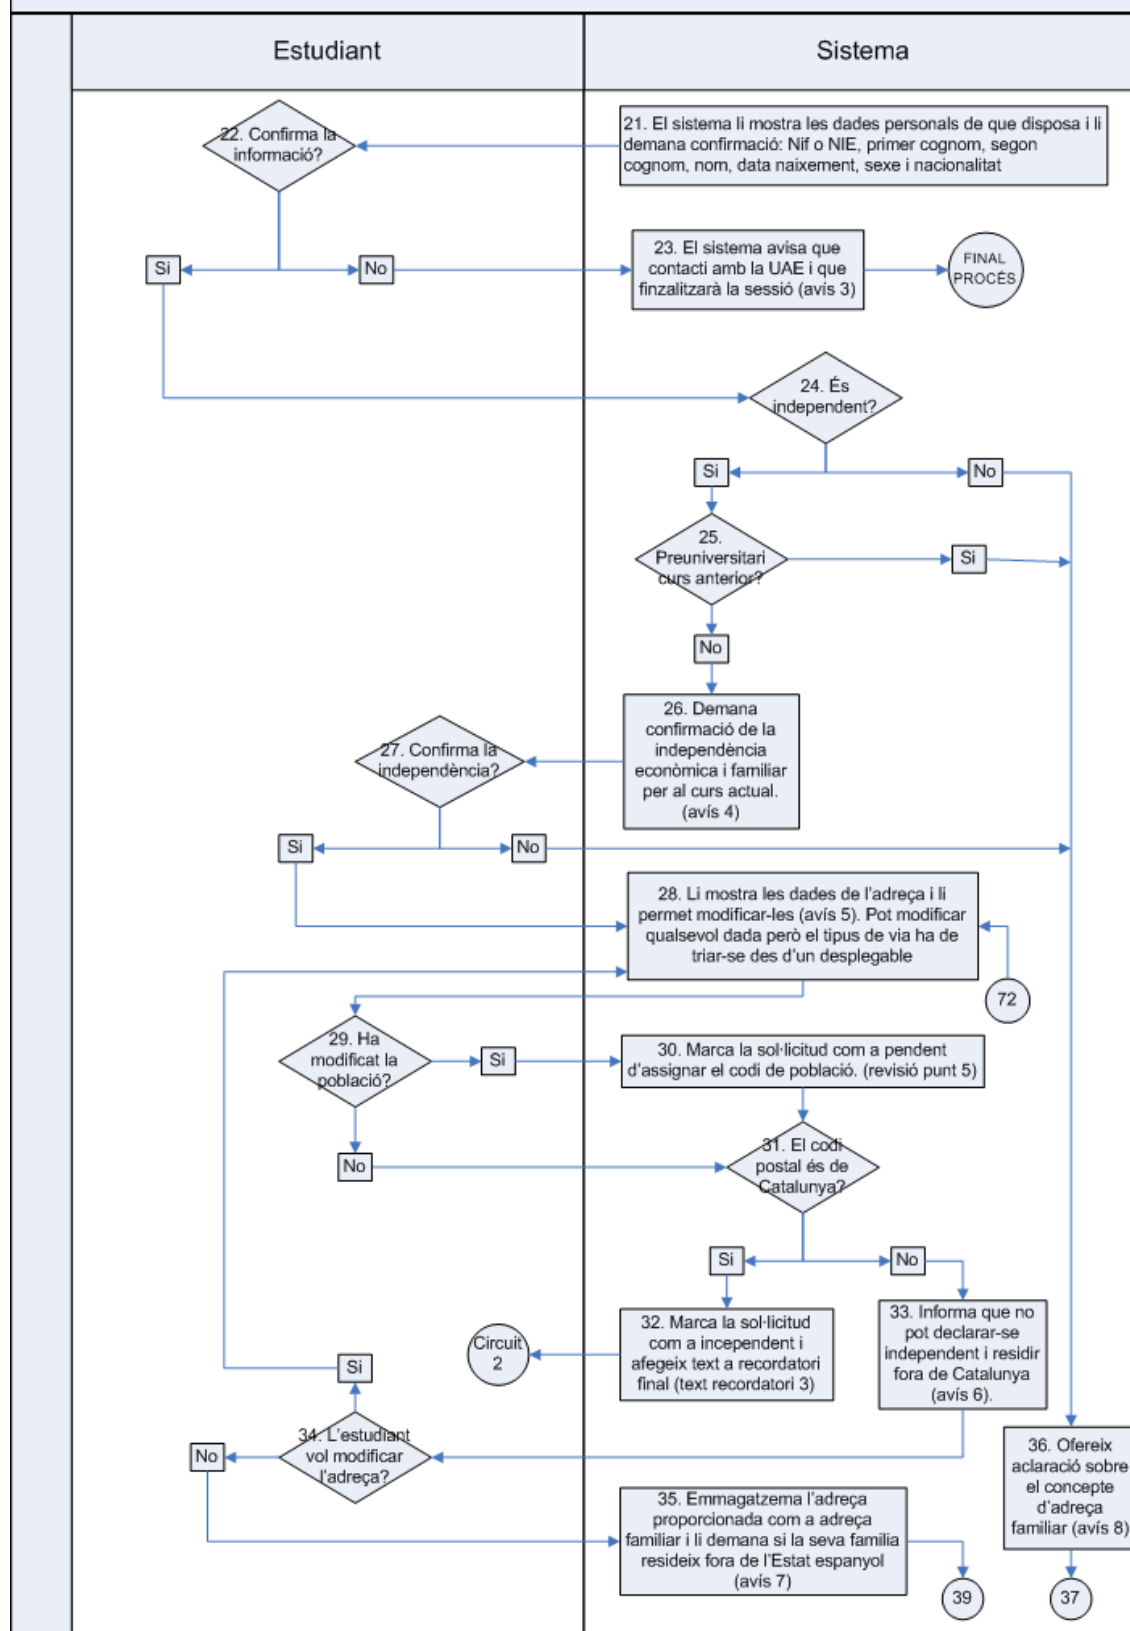 Estudiant
Sistema
22. Confirma la
informació?
21. El sistema li mostra les dades personals de que disposa i li
demana confirmació: Nif o NIE, primer cognom, segon
cognom, nom, data naixement, sexe i nacionalitat
Si
No
23. El sistema avisa que
contacti amb la UAE i que
finzalitzarà la sessió (avís 3)
FINAL
PROCÉS
24. És
independent?
Si
No
25.
Preuniversitari
curs anterior?
Si
No
26. Demana
confirmació de la
independència
econòmica i familiar
per al curs actual.
(avís 4)
27. Confirma la
independència?
Si
No
28. Li mostra les dades de l'adreça i li
permet modificar-les (avís 5). Pot modificar
qualsevol dada però el tipus de via ha de
triar-se des d'un desplegable
72
29. Ha
modificat la
població?
Si
30. Marca la sol·licitud com a pendent
d'assignar el codi de població. (revisió punt 5)
No
31. El codi
postal és de
Catalunya?
Si
No
32. Marca la sol·licitud
com a incependent i
afegeix text a recordatori
final (text recordatori 3)
Circuit
2
33. Informa que no
pot declarar-se
independent i residir
fora de Catalunya
(avís 6).
Si
34. L'estudiant
vol modificar
l'adreça?
No
35. Emmagatzema l'adreça
proporcionada com a adreça
familiar i li demana si la seva familia
resideix fora de l'Estat espanyol
(avís 7)
36. Ofereix
aclaració sobre
el concepte
d'adreça
familiar (avís 8)
39
37